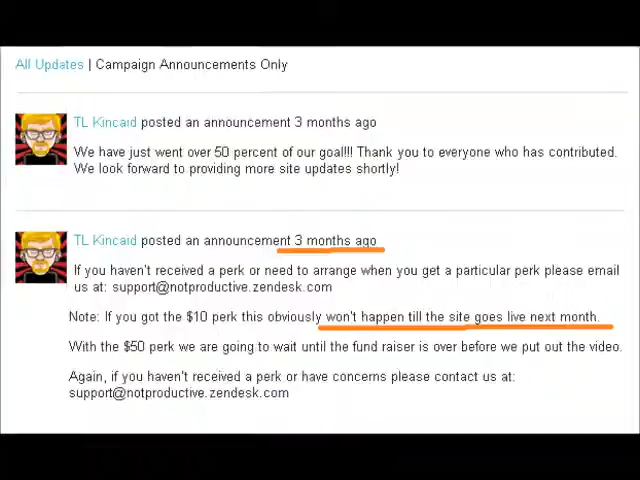 All Updates | Campaign Announcements Only
TL Kincaid posted an announcement 3 months ago
We have just went over 50 percent of our goal!!! Thank you to everyone who has contributed.
We look forward to providing more site updates shortly!
TL Kincaid posted an announcement 3 months ago
If you haven't received a perk or need to arrange when you get a particular perk please email
us at: support@notproductive.zendesk.com
Note: If you got the $10 perk this obviously won't happen till the site goes live next month.
With the $50 perk we are going to wait until the fund raiser is over before we put out the video.
Again, if you haven't received a perk or have concerns please contact us at:
support@notproductive.zendesk.com